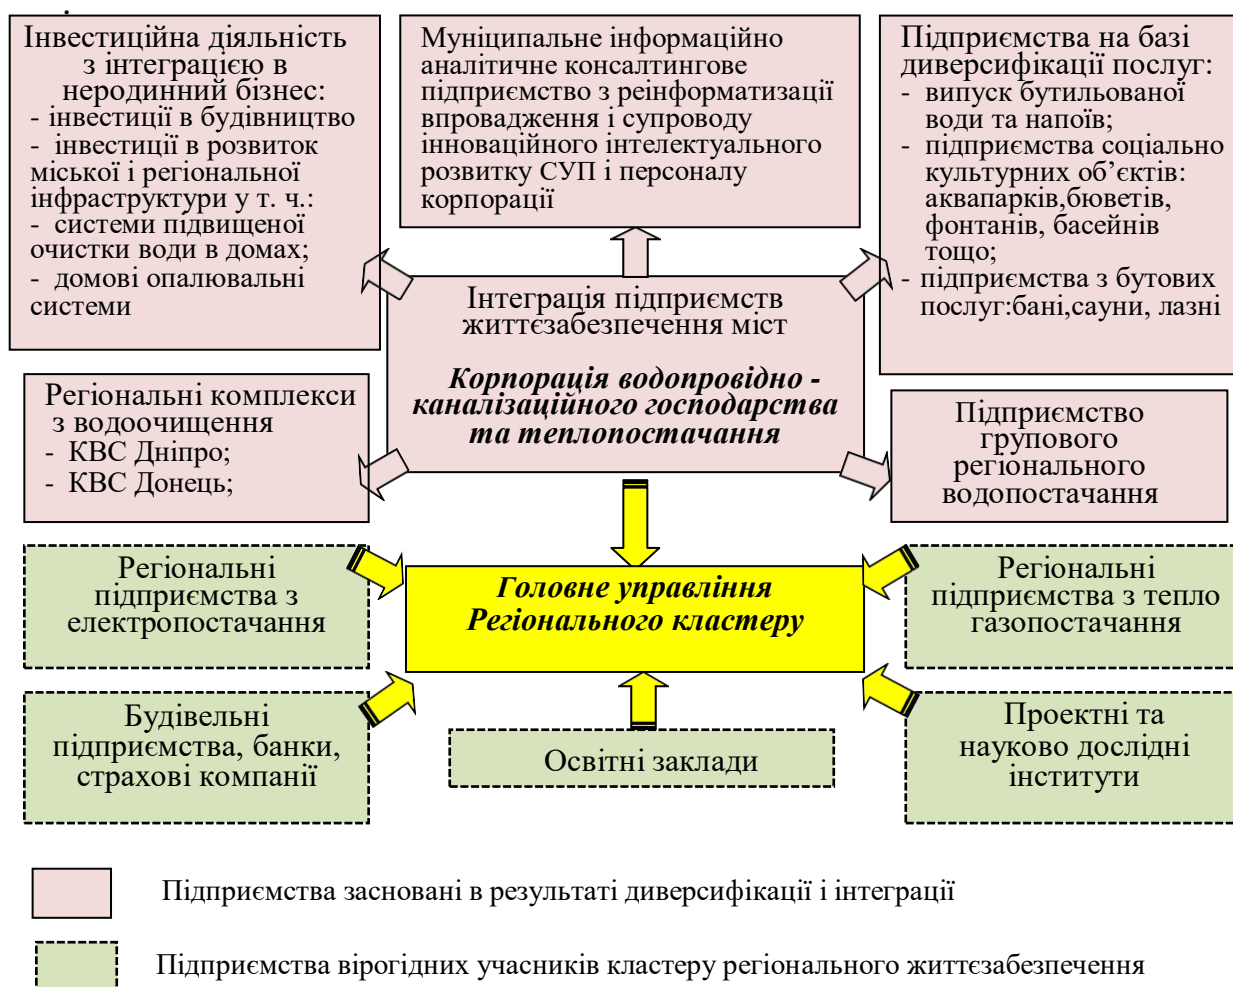 Інвестиційна діяльність
з інтеграцією в
неродинний бізнес:
- інвестиції в будівництво
- інвестиції в розвиток
міської і регіональної
інфраструктури у т. ч.:
- системи підвищеної
очистки води в домах;
- домові опалювальні
системи
Муніципальне інформаційно
аналітичне консалтингове
підприємство з реінформатизації
впровадження і супроводу
інноваційного інтелектуального
розвитку СУП і персоналу
корпорації
Підприємства на базі
диверсифікації послуг:
- випуск бутильованої
води та напоїв;
- підприємства соціально
культурних об’єктів:
аквапарків,бюветів,
фонтанів, басейнів
тощо;
- підприємства з бутових
послуг:бані,сауни, лазні
Інтеграція підприємств
життєзабезпечення міст
Корпорація водопровідно -
каналізаційного господарства
та теплопостачання
Регіональні комплекси
з водоочищення
- КВС Дніпро;
- КВС Донець;
Підприємство
групового
регіонального
водопостачання
Регіональні
підприємства з
електропостачання
Головне управління
Регіонального кластеру
Регіональні
підприємства з тепло
газопостачання
Будівельні
підприємства, банки,
страхові компанії
Освітні заклади
Проектні та
науково дослідні
інститути
Підприємства засновані в результаті диверсифікації і інтеграції
Підприємства вірогідних учасників кластеру регіонального життєзабезпечення